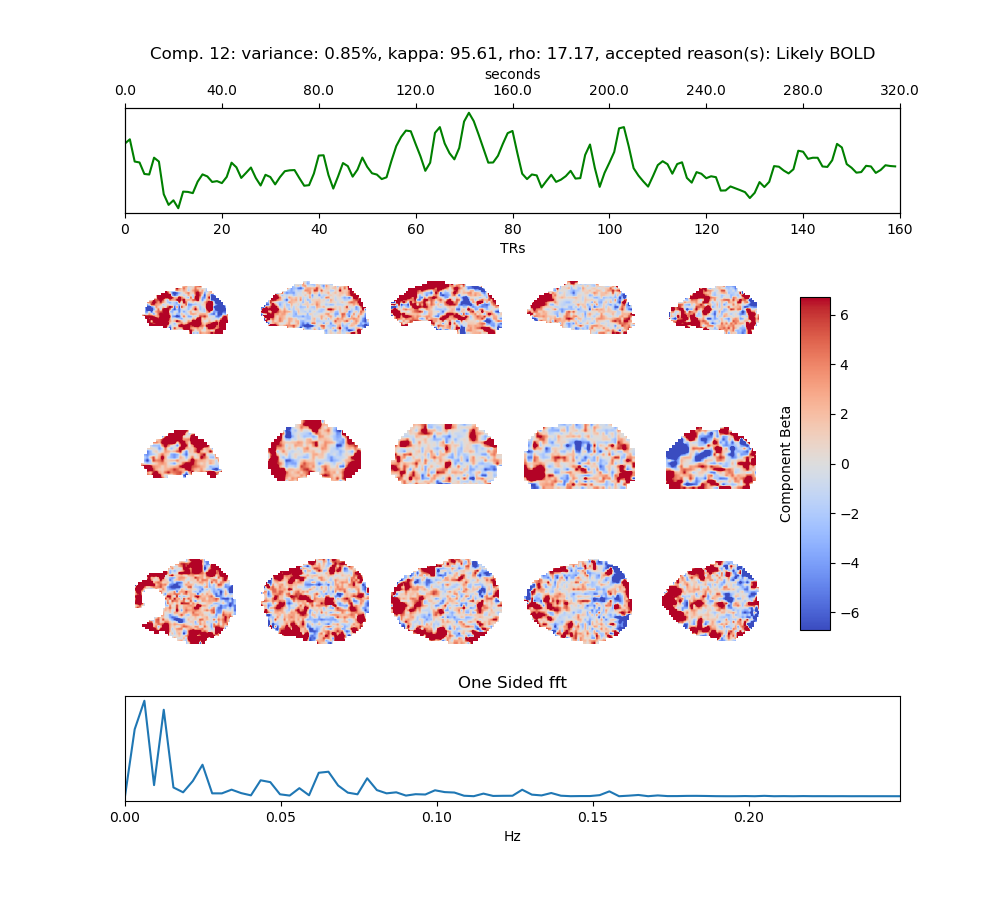 Comp. 12: variance: 0.85%, kappa: 95.61, rho: 17.17, accepted reason(s): Likely BOLD
seconds
0.0 40.0 80.0 120.0 160.0 200.0 240.0 280.0 320.0
0 20 40 60 80 100 120 140 160
TRs
6
4
2
0
−2
−4
−6
Component Beta
One Sided fft
0.00 0.05 0.10 0.15 0.20
Hz